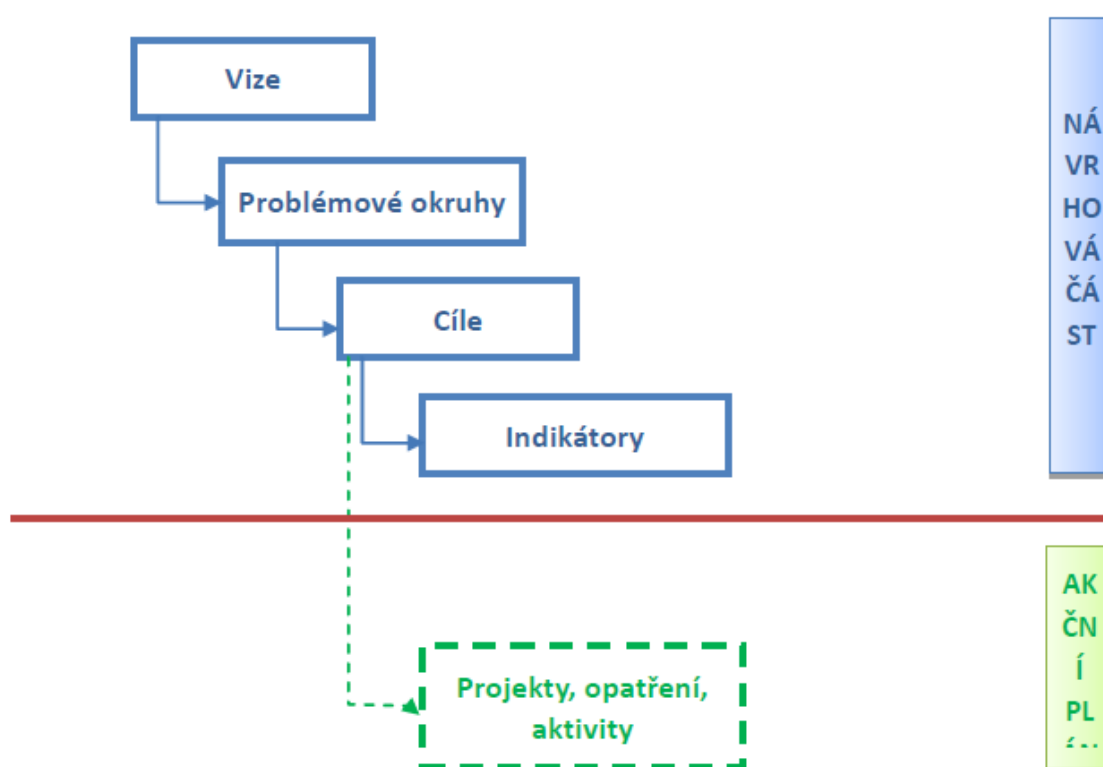 Vize
Problémové okruhy
Cíle
Indikátory
NÁ
VR
HO
VÁ
ČÁ
ST
Projekty, opatření,
aktivity
AK
ČN
Í
PL